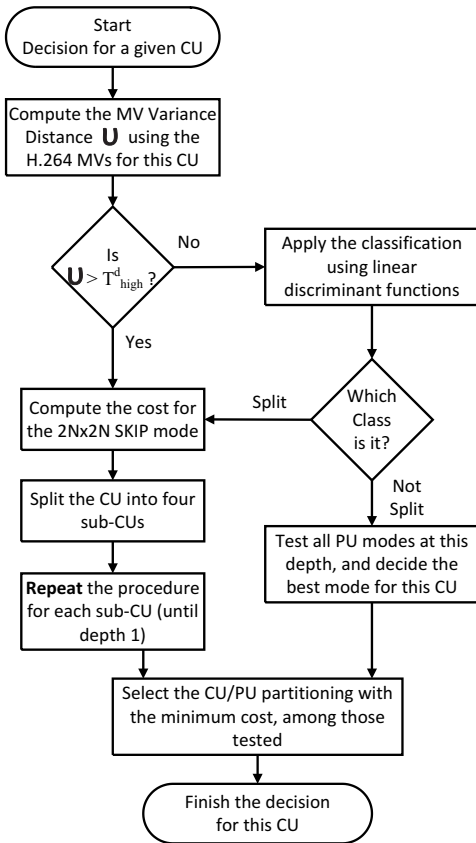 Start
Decision for a given CU
Compute the MV Variance
Distance U using the
H.264 MVs for this CU
Is
U > T^d_high ?
No
Yes
Apply the classification
using linear
discriminant functions
Which
Class
is it?
Split
Not
Split
Compute the cost for
the 2Nx2N SKIP mode
Split the CU into four
sub-CUs
Repeat the procedure
for each sub-CU (until
depth 1)
Test all PU modes at this
depth, and decide the
best mode for this CU
Select the CU/PU partitioning with
the minimum cost, among those
tested
Finish the decision
for this CU